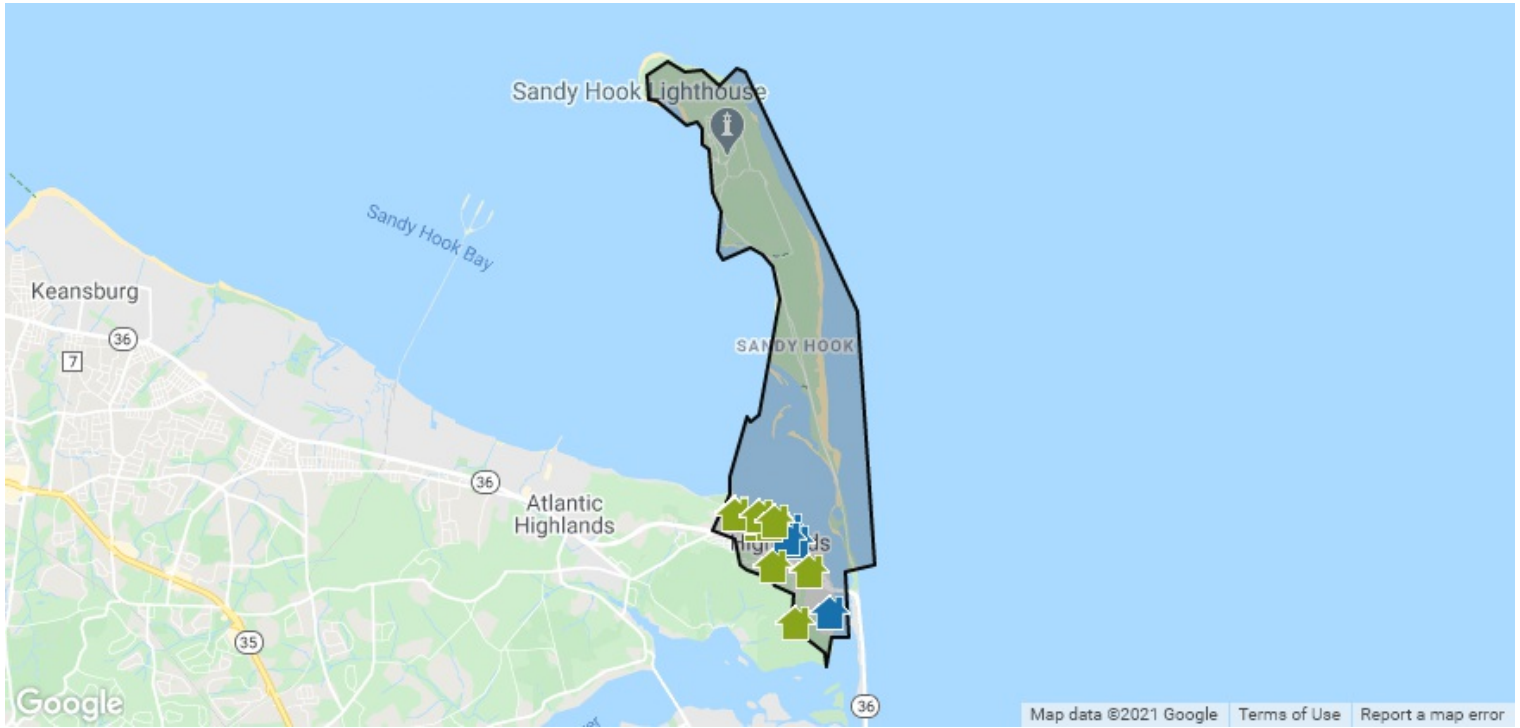 Sandy Hook Lighthouse
Sandy Hook Bay
Keansburg
36
7
SANDY HOOK
36
Atlantic
Highlands
Highlands
35
36
Google
Map data ©2021 Google
Terms of Use
Report a map error